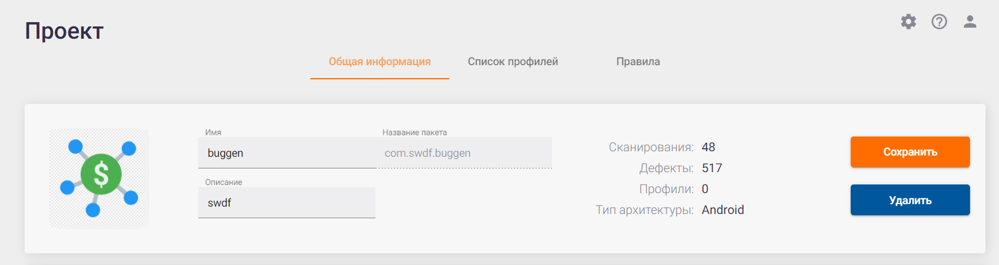 Проект
Общая информация
Список профилей
Правила
Имя
buggen
Название пакета
com.swdf.buggen
Описание
swdf
Сканирования: 48
Дефекты: 517
Профили: 0
Тип архитектуры: Android
Сохранить
Удалить
$